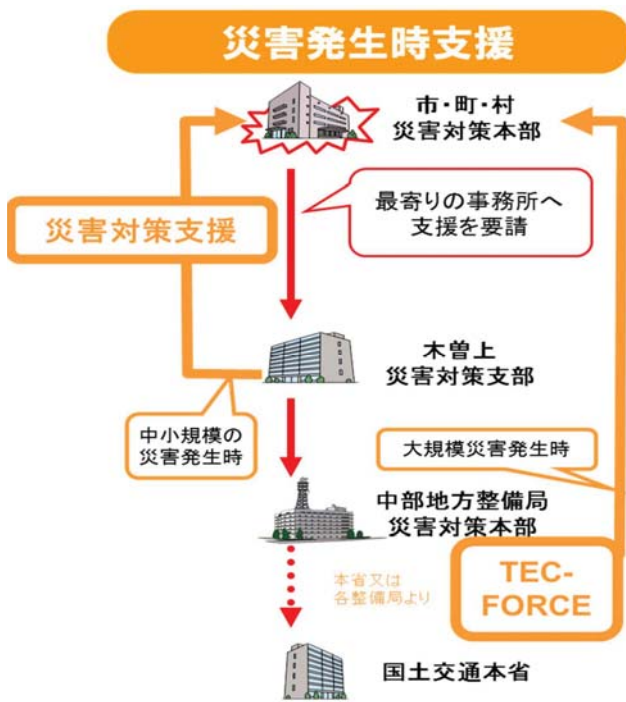 災害発生時支援
市・町・村
災害対策本部
最寄りの事務所へ
支援を要請
災害対策支援
木曽上
災害対策支部
中小規模の
災害発生時
大規模災害発生時
中部地方整備局
災害対策本部
本省又は
各整備局より
TEC-
FORCE
国土交通本省